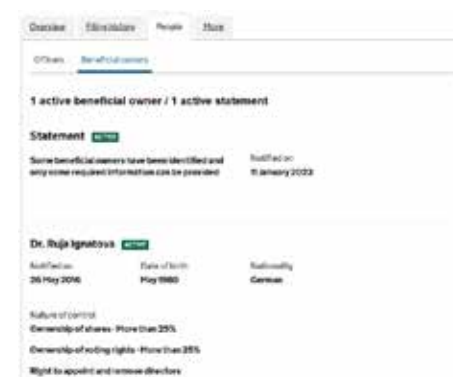 Overview Filing history People More
Officers Beneficial owners
1 active beneficial owner / 1 active statement
Statement ACTIVE
Some beneficial owners have been identified and Notified on
only some required information can be provided 11 January 2023
Dr. Ruja Ignatova ACTIVE
Notified on Date of birth Nationality
26 May 2016 May 1980 German
Nature of control
Ownership of shares - More than 25%
Ownership of voting rights - More than 25%
Right to appoint and remove directors